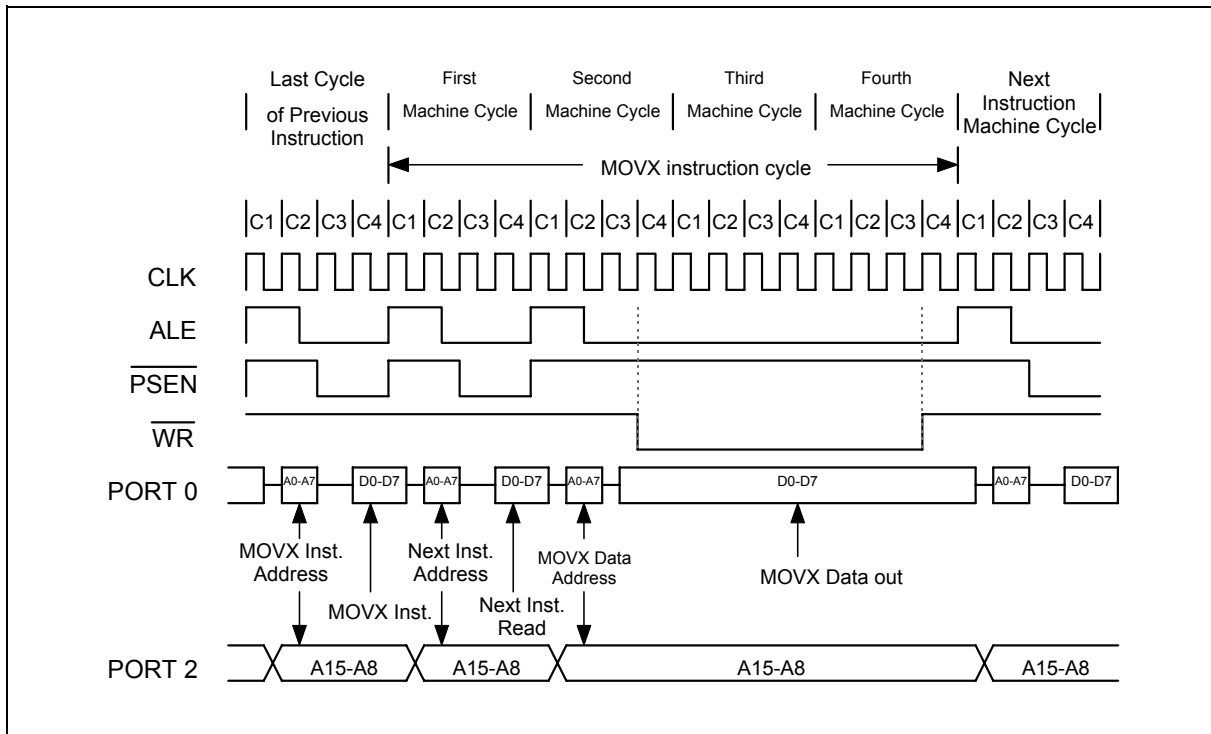 Last Cycle
of Previous
Instruction
First
Machine Cycle
Second
Machine Cycle
Third
Machine Cycle
Fourth
Machine Cycle
Next
Instruction
Machine Cycle
MOVX instruction cycle
C1 C2 C3 C4 C1 C2 C3 C4 C1 C2 C3 C4 C1 C2 C3 C4 C1 C2 C3 C4 C1 C2 C3 C4
CLK
ALE
PSEN
WR
PORT 0
A0-A7 D0-D7 A0-A7 D0-D7 A0-A7 D0-D7 A0-A7 D0-D7
MOVX Inst.
Address
MOVX Inst.
Next Inst.
Address
Next Inst.
Read
MOVX Data
Address
MOVX Data out
PORT 2
A15-A8 A15-A8 A15-A8 A15-A8